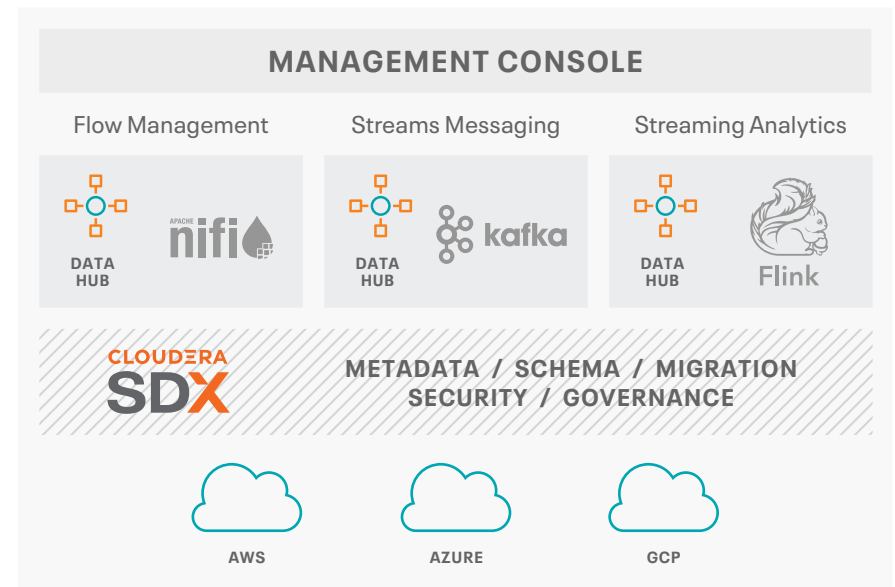 MANAGEMENT CONSOLE
Flow Management
Streams Messaging
Streaming Analytics
DATA
HUB
APACHE
nifi
DATA
HUB
kafka
DATA
HUB
Flink
CLOUDERA
SDX
METADATA / SCHEMA / MIGRATION
SECURITY / GOVERNANCE
AWS
AZURE
GCP